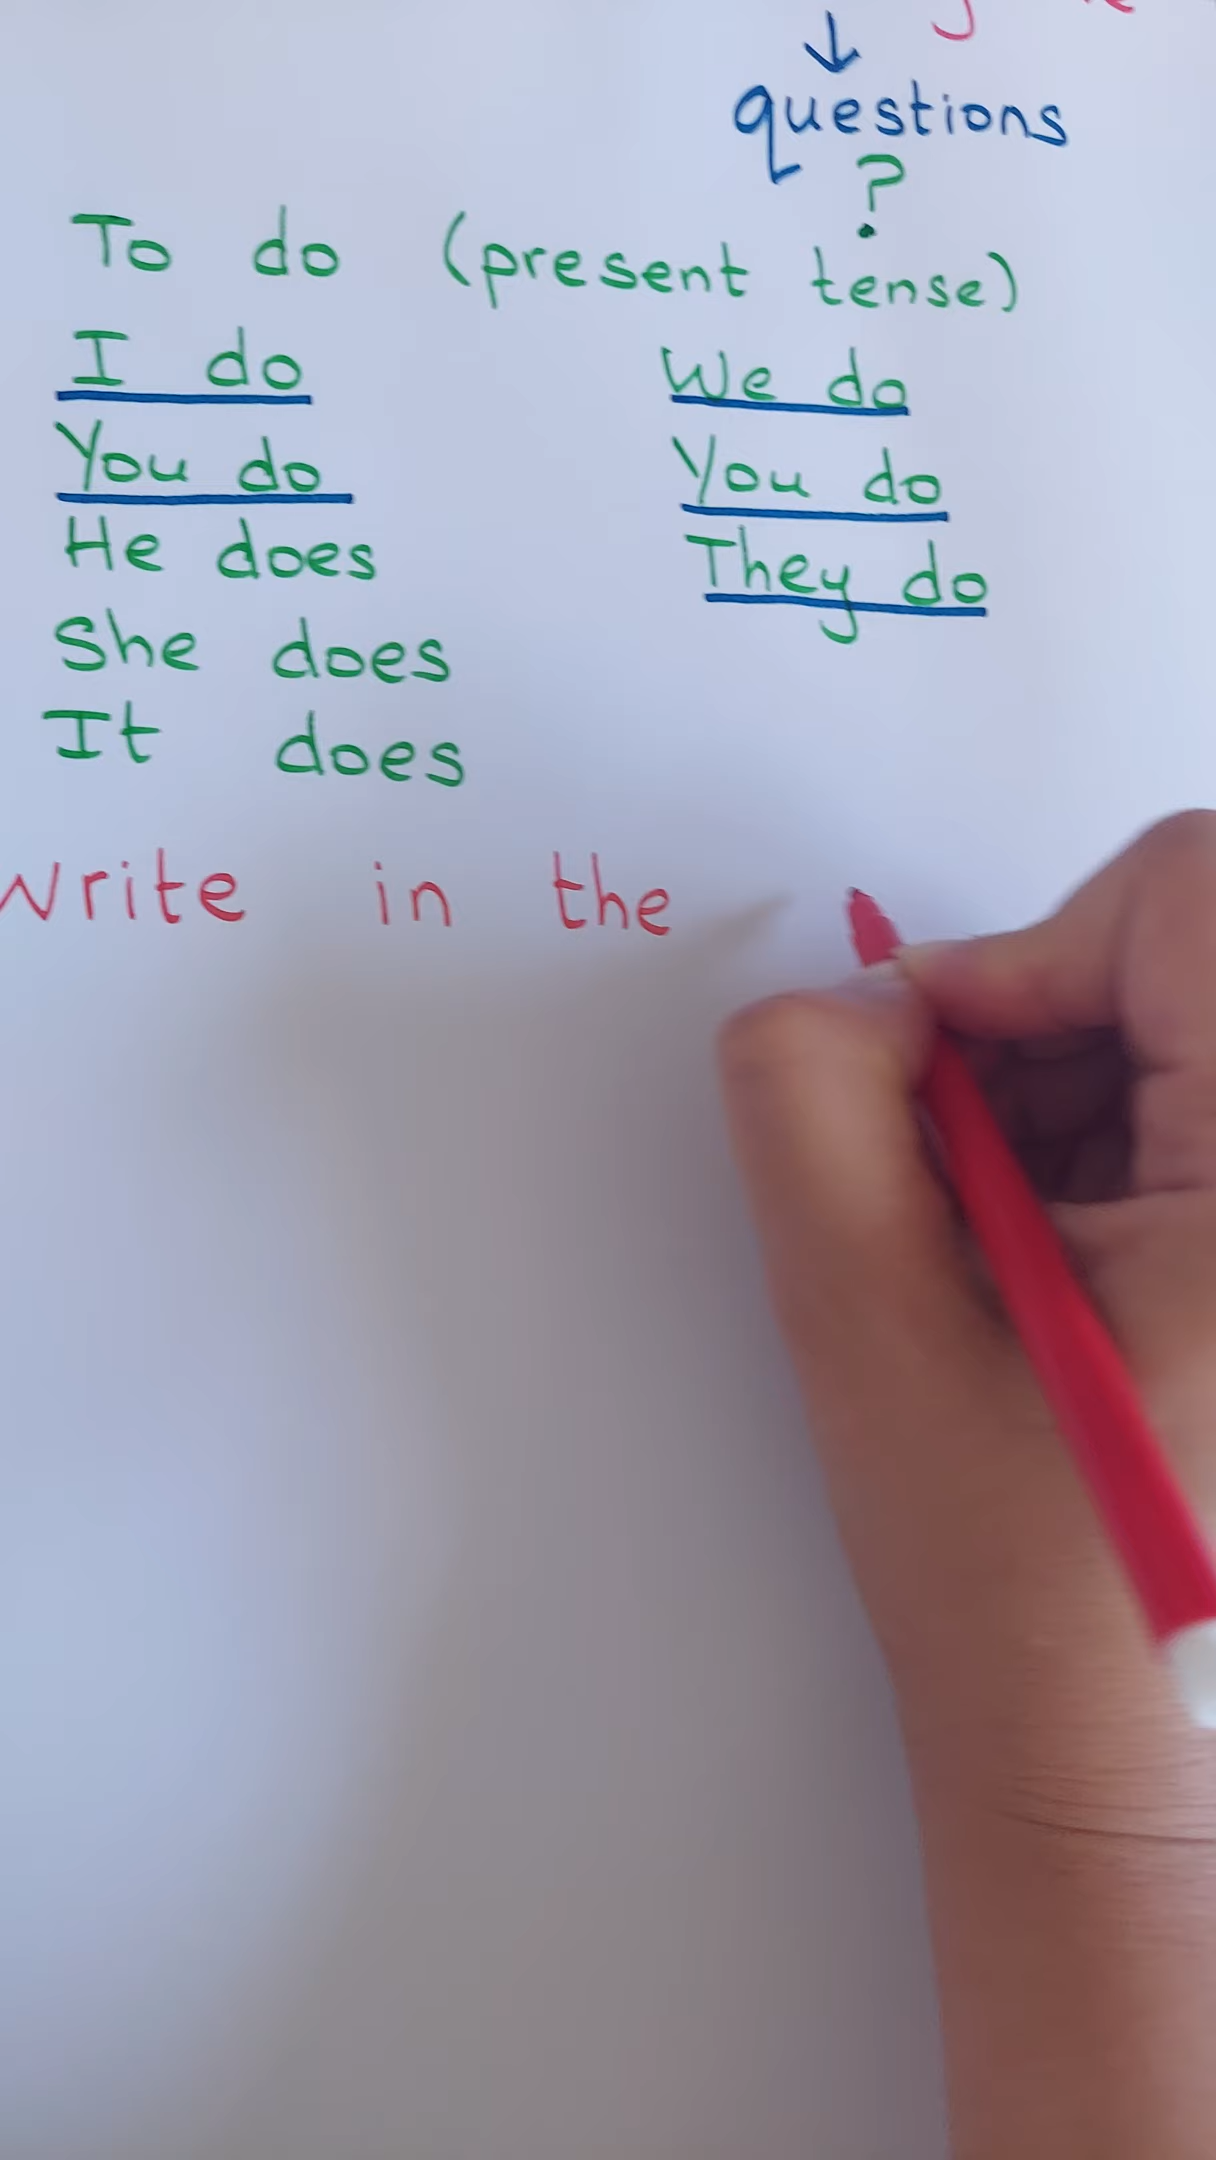 questions
?
To do (present tense)
I do
You do
He does
She does
It does
We do
You do
They do
Write in the